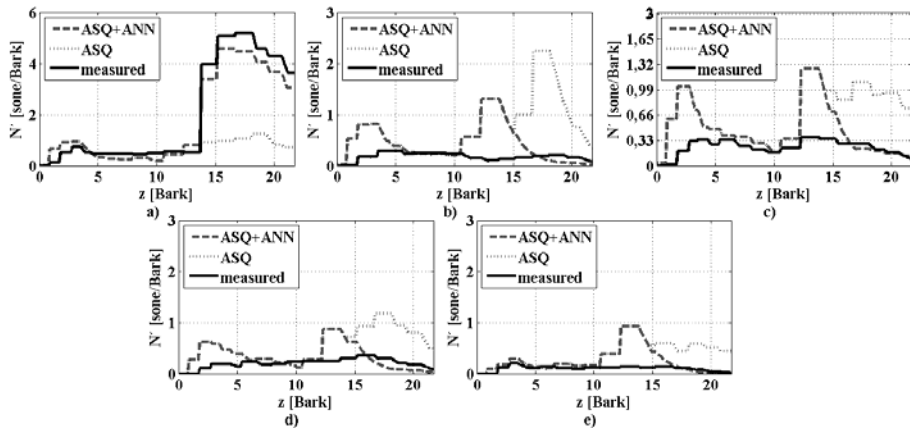 6
4
2
0
N´ [sone/Bark]
ASQ+ANN
ASQ
measured
0 5 10 15 20
z [Bark]
a)
3
2
1
0
N´ [sone/Bark]
ASQ+ANN
ASQ
measured
0 5 10 15 20
z [Bark]
b)
1,65
1,32
0,99
0,66
0,33
0
N´ [sone/Bark]
ASQ+ANN
ASQ
measured
0 5 10 15 20
z [Bark]
c)
3
2
1
0
N´ [sone/Bark]
ASQ+ANN
ASQ
measured
0 5 10 15 20
z [Bark]
d)
3
2
1
0
N´ [sone/Bark]
ASQ+ANN
ASQ
measured
0 5 10 15 20
z [Bark]
e)